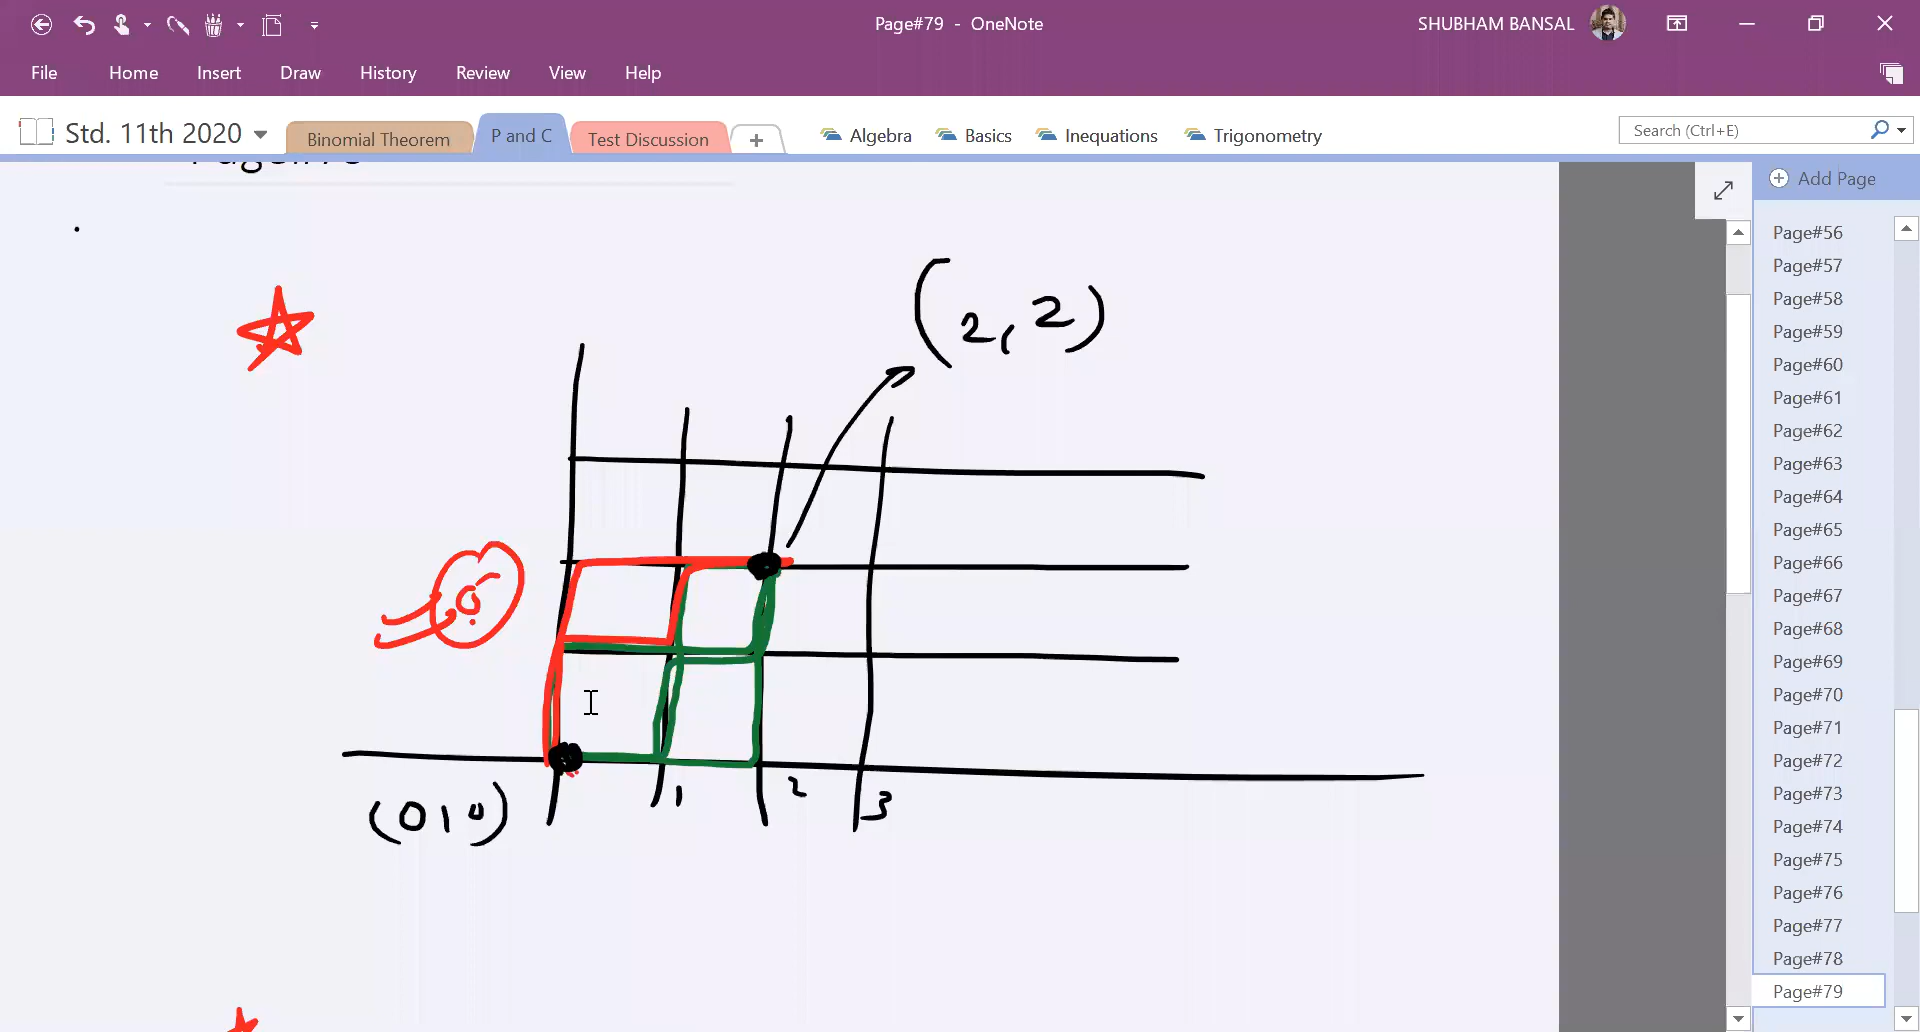 Page#79 - OneNote
SHUBHAM BANSAL
File Home Insert Draw History Review View Help
Std. 11th 2020
Binomial Theorem
P and C
Test Discussion
Algebra
Basics
Inequations
Trigonometry
Search (Ctrl+E)
Add Page
Page#56
Page#57
Page#58
Page#59
Page#60
Page#61
Page#62
Page#63
Page#64
Page#65
Page#66
Page#67
Page#68
Page#69
Page#70
Page#71
Page#72
Page#73
Page#74
Page#75
Page#76
Page#77
Page#78
Page#79
(2, 2)
(0,0)
1
2
3